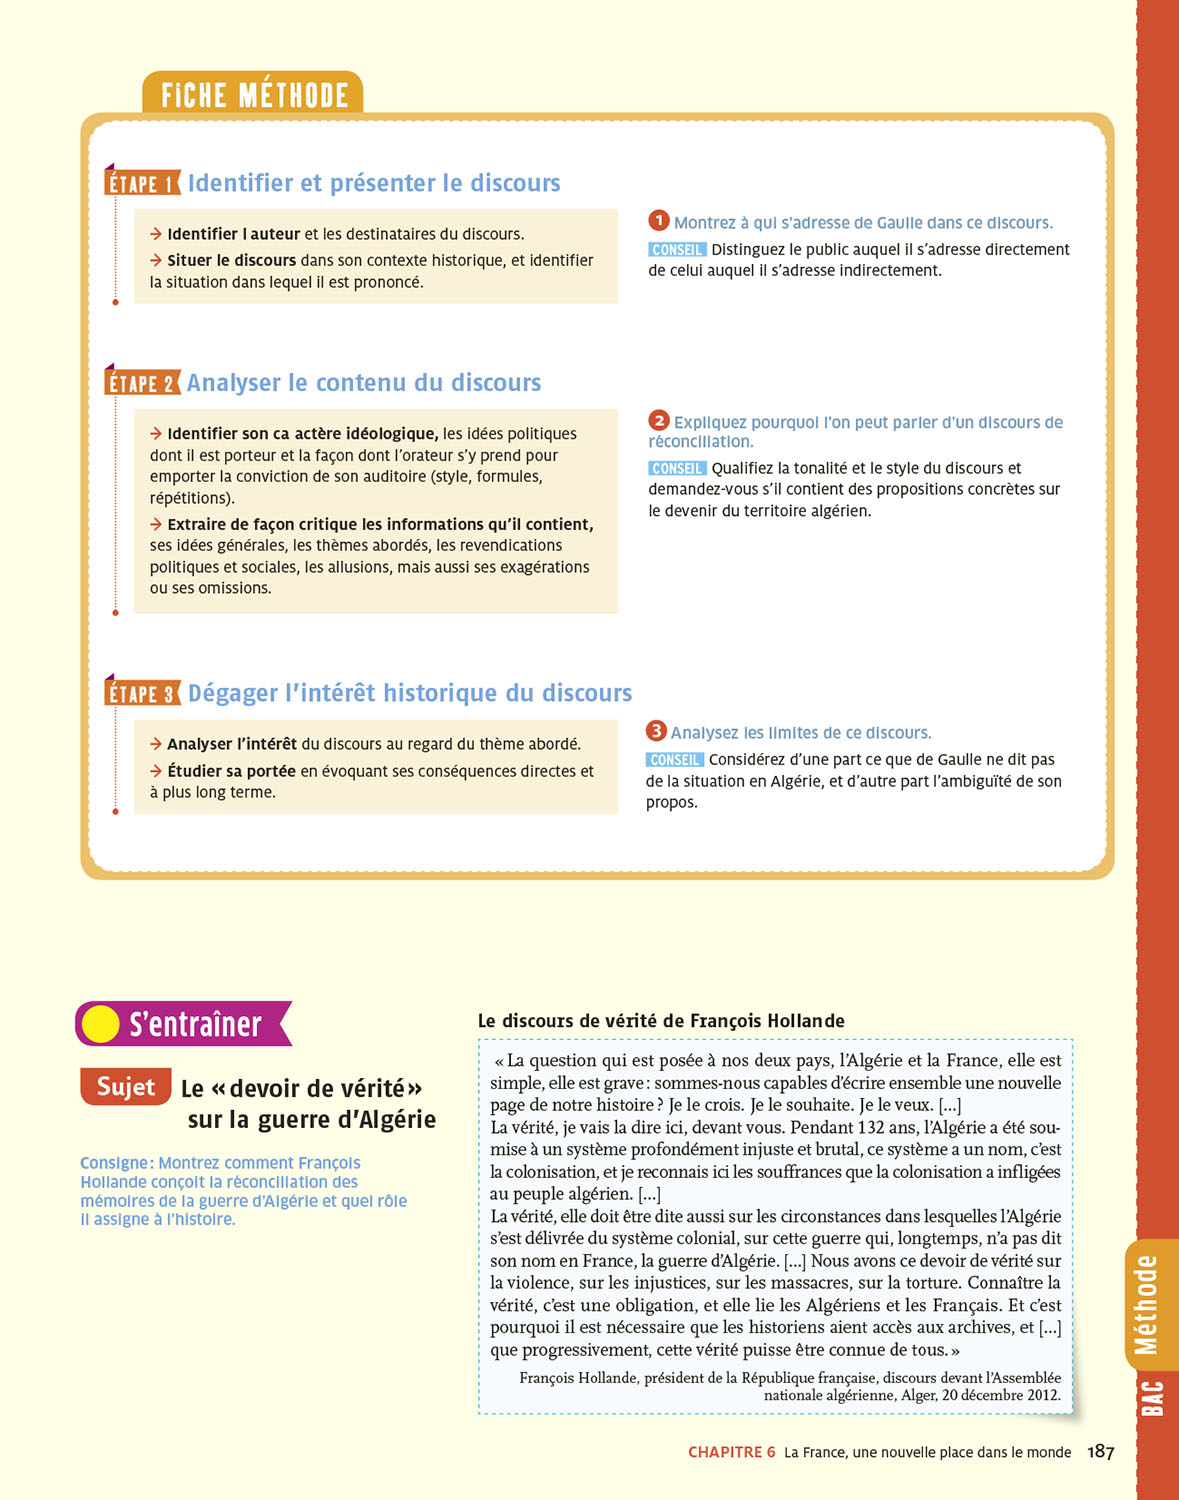 FiCHE MÉTHODE
ÉTAPE 1 Identifier et présenter le discours
→ Identifier l auteur et les destinataires du discours.
→ Situer le discours dans son contexte historique, et identifier
la situation dans lequel il est prononcé.
1 Montrez à qui s'adresse de Gaulle dans ce discours.
CONSEIL Distinguez le public auquel il s'adresse directement
de celui auquel il s'adresse indirectement.
ÉTAPE 2 Analyser le contenu du discours
→ Identifier son ca actère idéologique, les idées politiques
dont il est porteur et la façon dont l'orateur s'y prend pour
emporter la conviction de son auditoire (style, formules,
répétitions).
→ Extraire de façon critique les informations qu'il contient,
ses idées générales, les thèmes abordés, les revendications
politiques et sociales, les allusions, mais aussi ses exagérations
ou ses omissions.
2 Expliquez pourquoi l'on peut parler d'un discours de
réconciliation.
CONSEIL Qualifiez la tonalité et le style du discours et
demandez-vous s'il contient des propositions concrètes sur
le devenir du territoire algérien.
ÉTAPE 3 Dégager l'intérêt historique du discours
→ Analyser l'intérêt du discours au regard du thème abordé.
→ Étudier sa portée en évoquant ses conséquences directes et
à plus long terme.
3 Analysez les limites de ce discours.
CONSEIL Considérez d'une part ce que de Gaulle ne dit pas
de la situation en Algérie, et d'autre part l'ambiguïté de son
propos.
S'entraîner
Sujet Le «devoir de vérité»
sur la guerre d'Algérie
Consigne : Montrez comment François
Hollande conçoit la réconciliation des
mémoires de la guerre d'Algérie et quel rôle
il assigne à l'histoire.
Le discours de vérité de François Hollande
« La question qui est posée à nos deux pays, l'Algérie et la France, elle est
simple, elle est grave : sommes-nous capables d'écrire ensemble une nouvelle
page de notre histoire ? Je le crois. Je le souhaite. Je le veux. [...]
La vérité, je vais la dire ici, devant vous. Pendant 132 ans, l'Algérie a été sou-
mise à un système profondément injuste et brutal, ce système a un nom, c'est
la colonisation, et je reconnais ici les souffrances que la colonisation a infligées
au peuple algérien. [...]
La vérité, elle doit être dite aussi sur les circonstances dans lesquelles l'Algérie
s'est délivrée du système colonial, sur cette guerre qui, longtemps, n'a pas dit
son nom en France, la guerre d'Algérie. [...] Nous avons ce devoir de vérité sur
la violence, sur les injustices, sur les massacres, sur la torture. Connaître la
vérité, c'est une obligation, et elle lie les Algériens et les Français. Et c'est
pourquoi il est nécessaire que les historiens aient accès aux archives, et [...]
que progressivement, cette vérité puisse être connue de tous. »
François Hollande, président de la République française, discours devant l'Assemblée
nationale algérienne, Alger, 20 décembre 2012.
Méthode
BAC
CHAPITRE 6 La France, une nouvelle place dans le monde 187